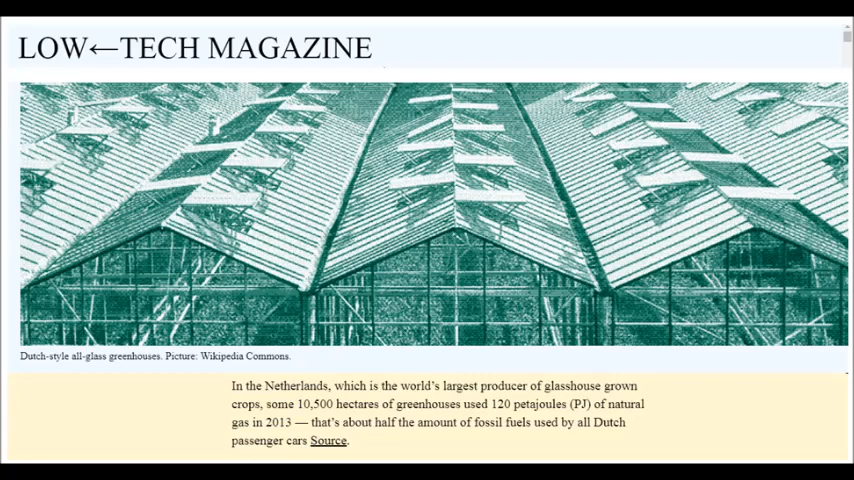 LOW←TECH MAGAZINE
Dutch-style all-glass greenhouses. Picture: Wikipedia Commons.
In the Netherlands, which is the world’s largest producer of glasshouse grown
crops, some 10,500 hectares of greenhouses used 120 petajoules (PJ) of natural
gas in 2013 — that’s about half the amount of fossil fuels used by all Dutch
passenger cars Source.